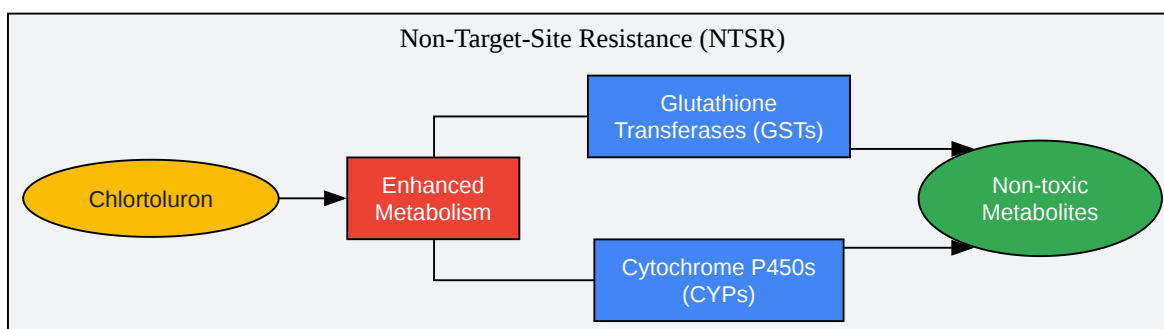 Non-Target-Site Resistance (NTSR)
Chlortoluron
Enhanced
Metabolism
Glutathione
Transferases (GSTs)
Cytochrome P450s
(CYPs)
Non-toxic
Metabolites